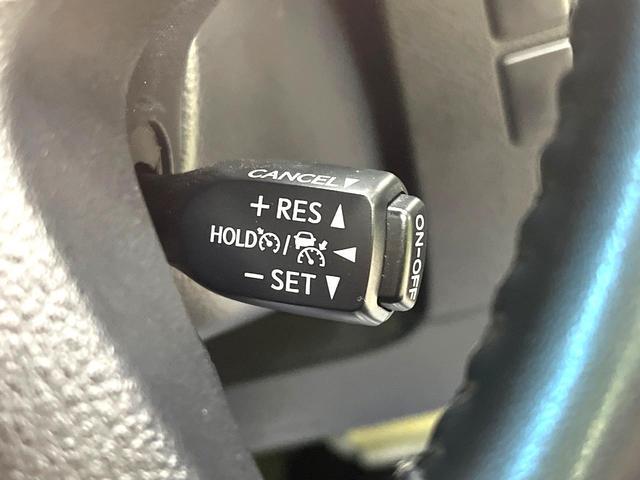 CANCEL▼
+ RES ▲
HOLD / ◀
− SET ▼
ON-OFF